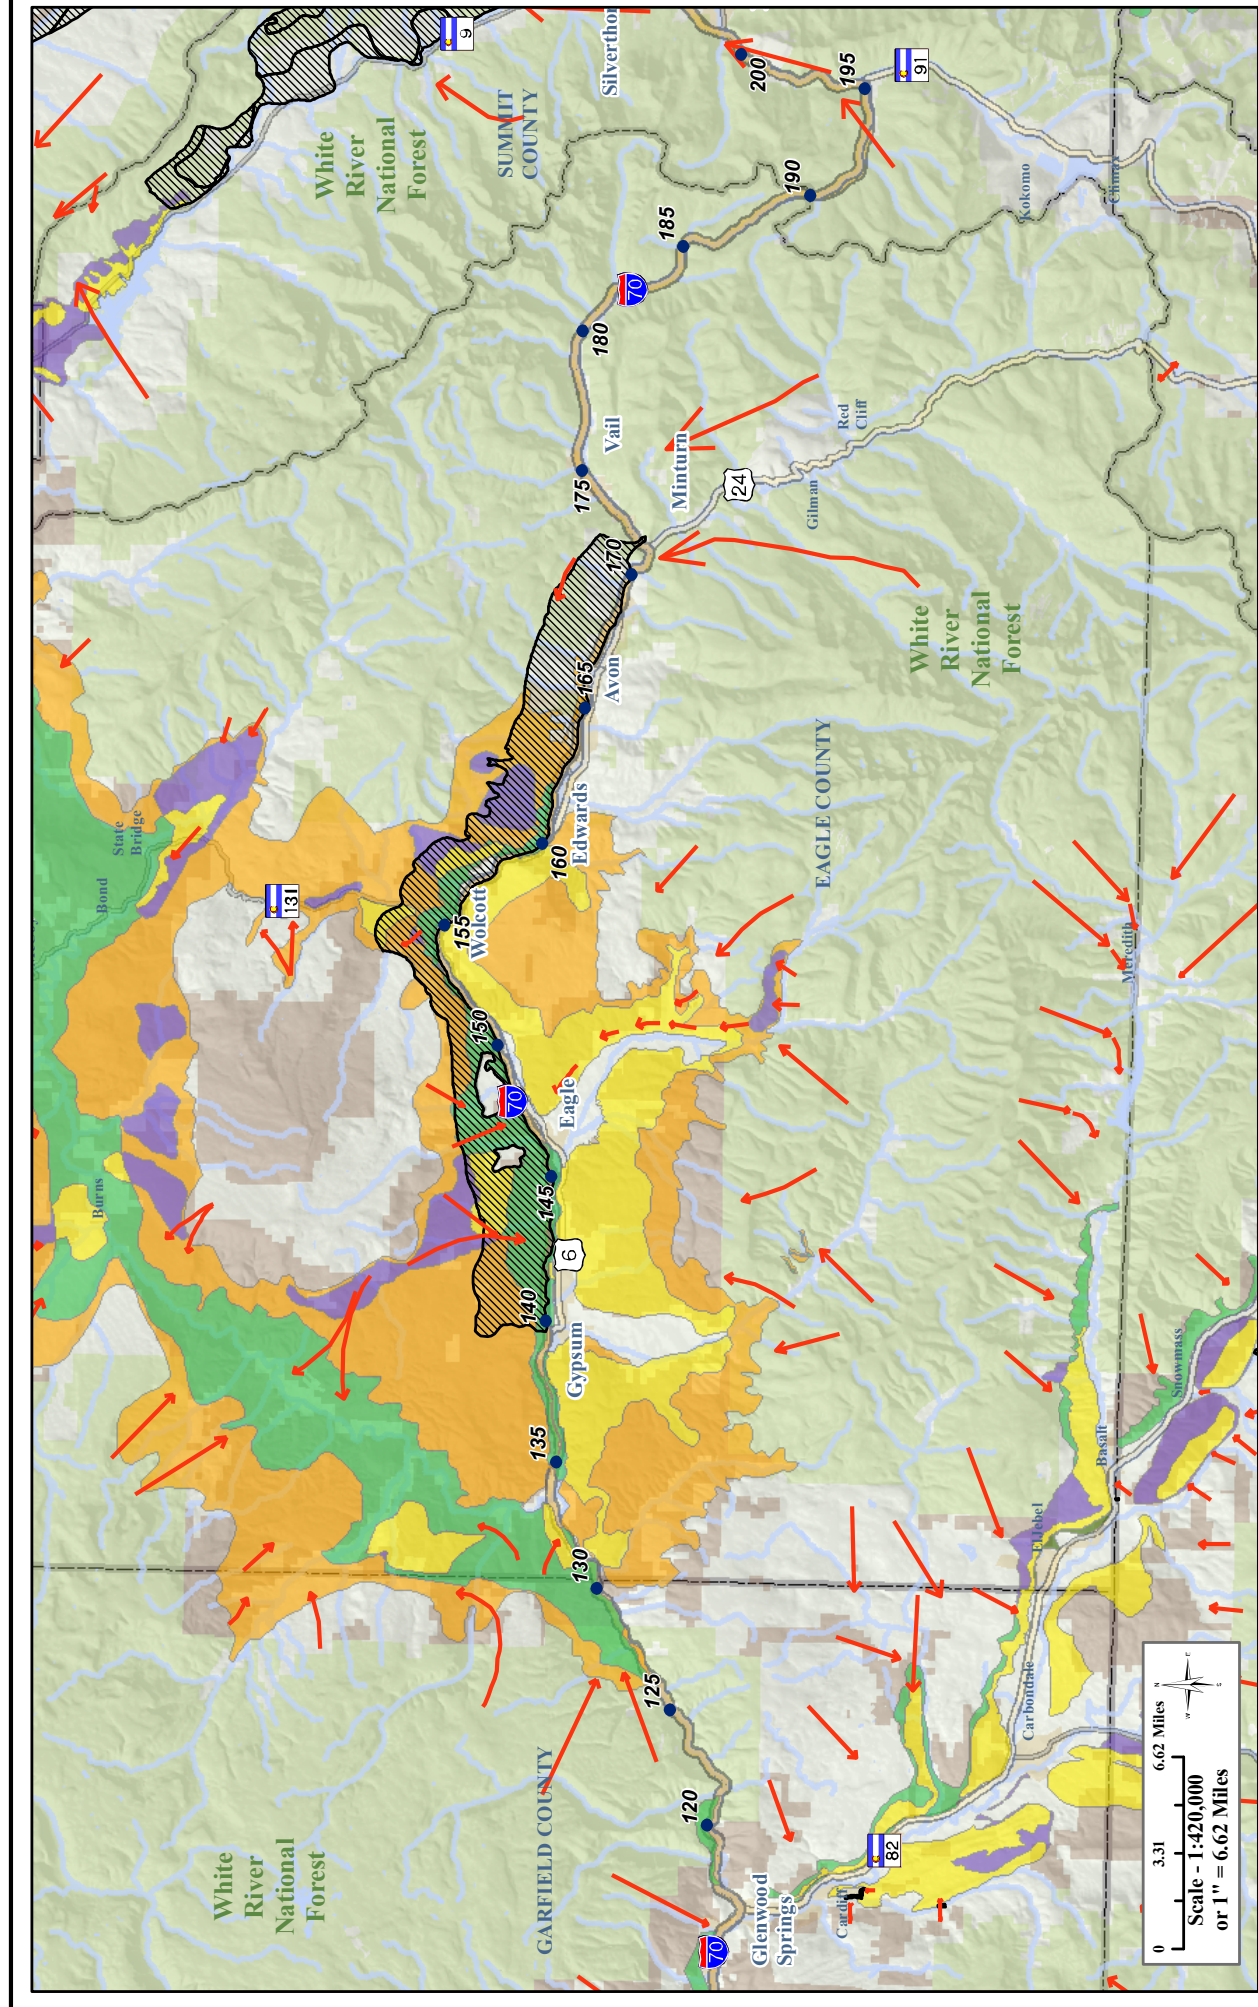 White
River
National
Forest
GARFIELD COUNTY
Glenwood
Springs
70
Cardiff
82
120
125
130
135
140
145
150
155
160
165
170
175
180
185
190
195
200
Carbondale
El Jebel
Basalt
Snowmass
Meredith
Gypsum
6
Eagle
70
Burns
Bond
State
Bridge
131
Wolcott
Edwards
Avon
EAGLE COUNTY
White
River
National
Forest
Minturn
24
Gilman
Red
Cliff
Vail
70
White
River
National
Forest
SUMMIT
COUNTY
9
Silverthor
91
Kokomo
Climax
0 3.31 6.62 Miles
Scale - 1:420,000
or 1" = 6.62 Miles
N
E
S
W